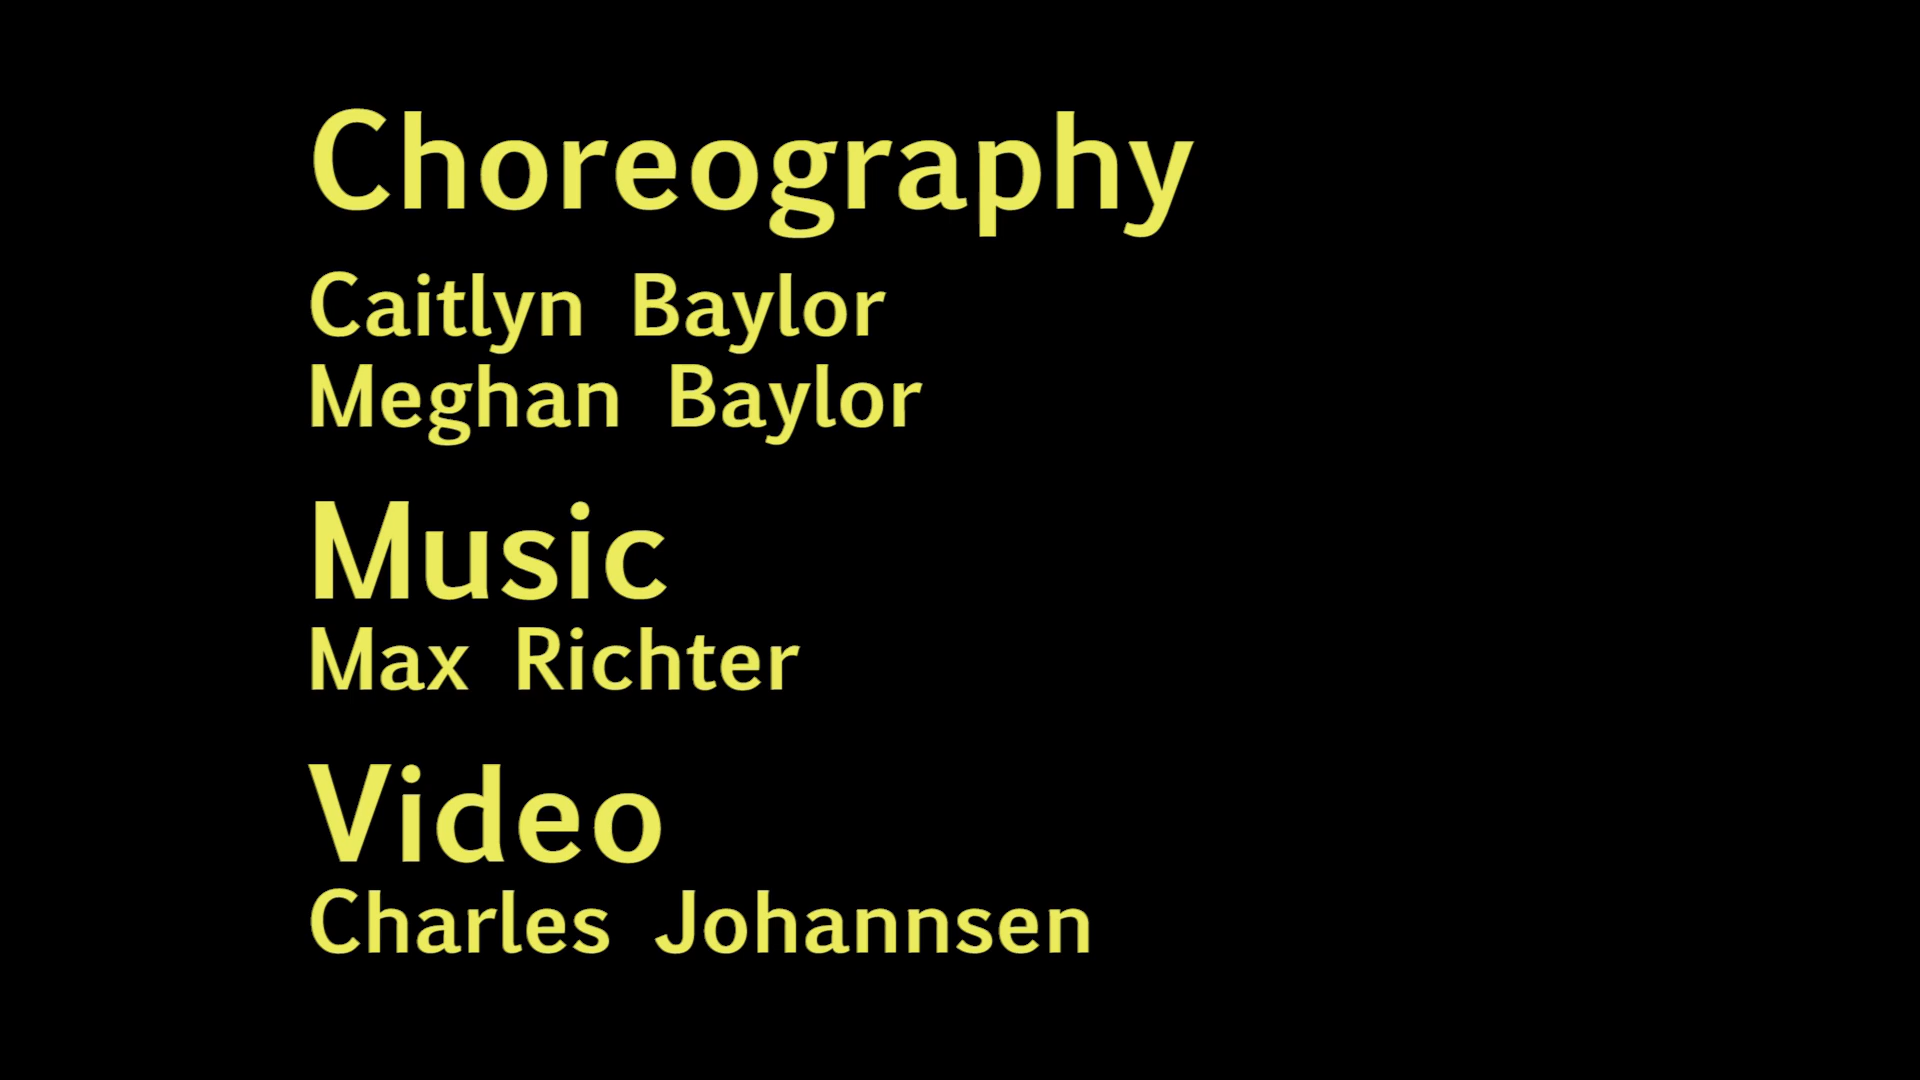 Choreography
Caitlyn Baylor
Meghan Baylor
Music
Max Richter
Video
Charles Johannsen